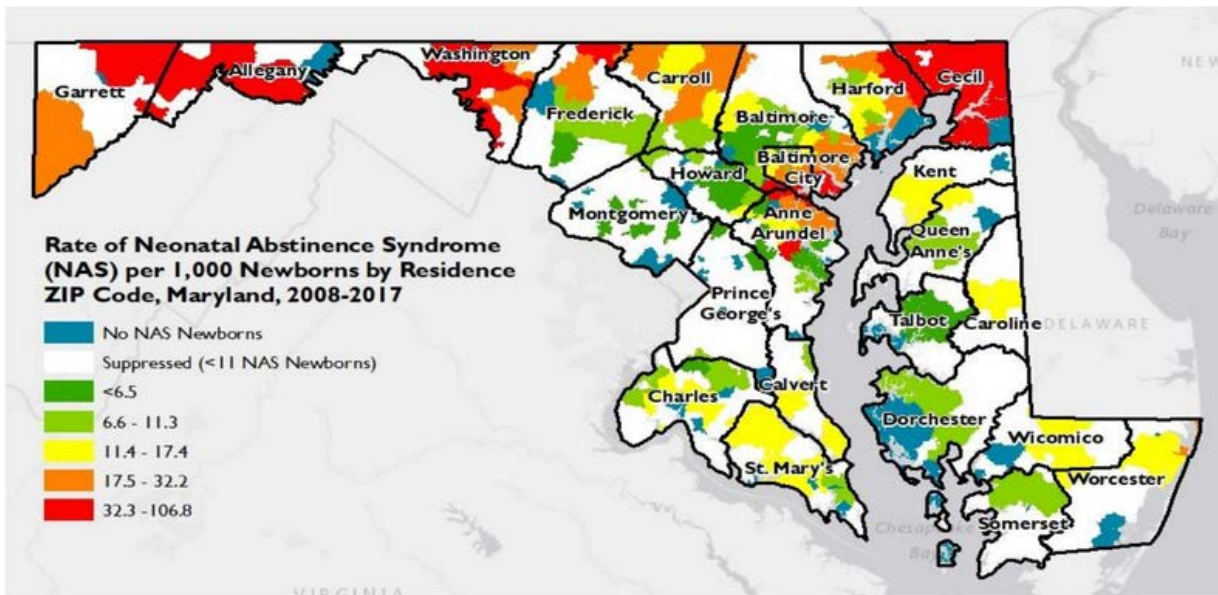 Washington
Allegany
Garrett
Carroll
Cecil
Harford
Frederick
Baltimore
Baltimore
City
Howard
Kent
Montgomery
Anne
Arundel
Queen
Anne's
Delaware
Bay
Rate of Neonatal Abstinence Syndrome
(NAS) per 1,000 Newborns by Residence
ZIP Code, Maryland, 2008-2017
No NAS Newborns
Suppressed (<11 NAS Newborns)
<6.5
6.6 - 11.3
11.4 - 17.4
17.5 - 32.2
32.3 -106.8
Prince
George's
Talbot
Caroline
DELAWARE
Charles
Calvert
Dorchester
Wicomico
St. Mary's
Worcester
Somerset
Bay
VIRGINIA